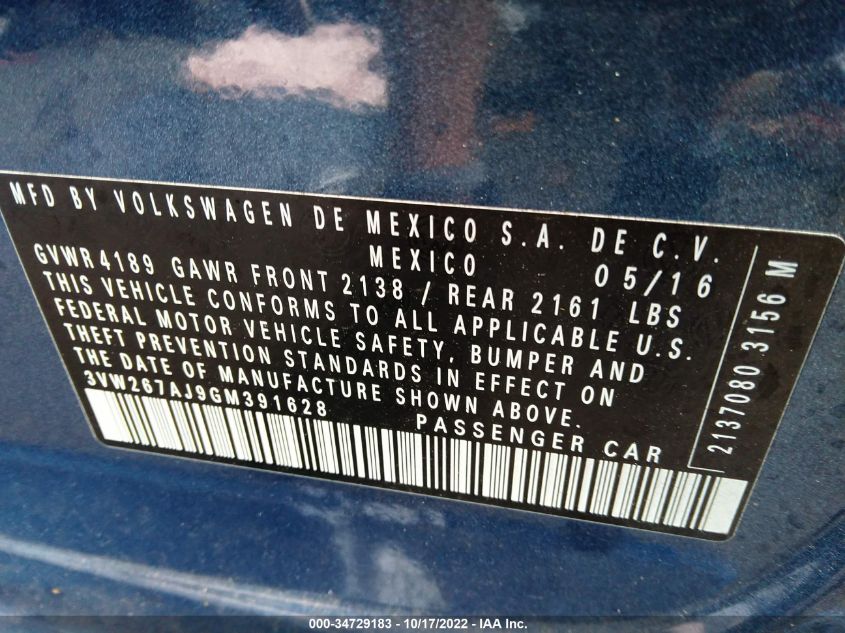 MFD BY VOLKSWAGEN DE MEXICO S.A. DE C.V.
MEXICO 05/16
GVWR 4189 GAWR FRONT 2138 / REAR 2161 LBS
THIS VEHICLE CONFORMS TO ALL APPLICABLE U.S.
FEDERAL MOTOR VEHICLE SAFETY, BUMPER AND
THEFT PREVENTION STANDARDS IN EFFECT ON
THE DATE OF MANUFACTURE SHOWN ABOVE.
3VW267AJ9GM391628 PASSENGER CAR
2137080 3156 M
000-34729183 - 10/17/2022 - IAA Inc.